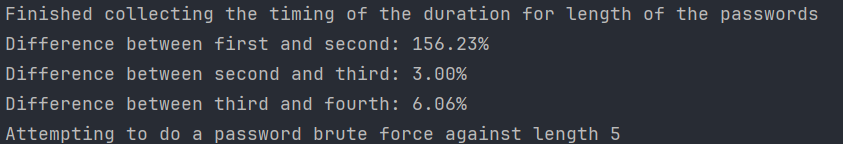 Finished collecting the timing of the duration for length of the passwords
Difference between first and second: 156.23%
Difference between second and third: 3.00%
Difference between third and fourth: 6.06%
Attempting to do a password brute force against length 5